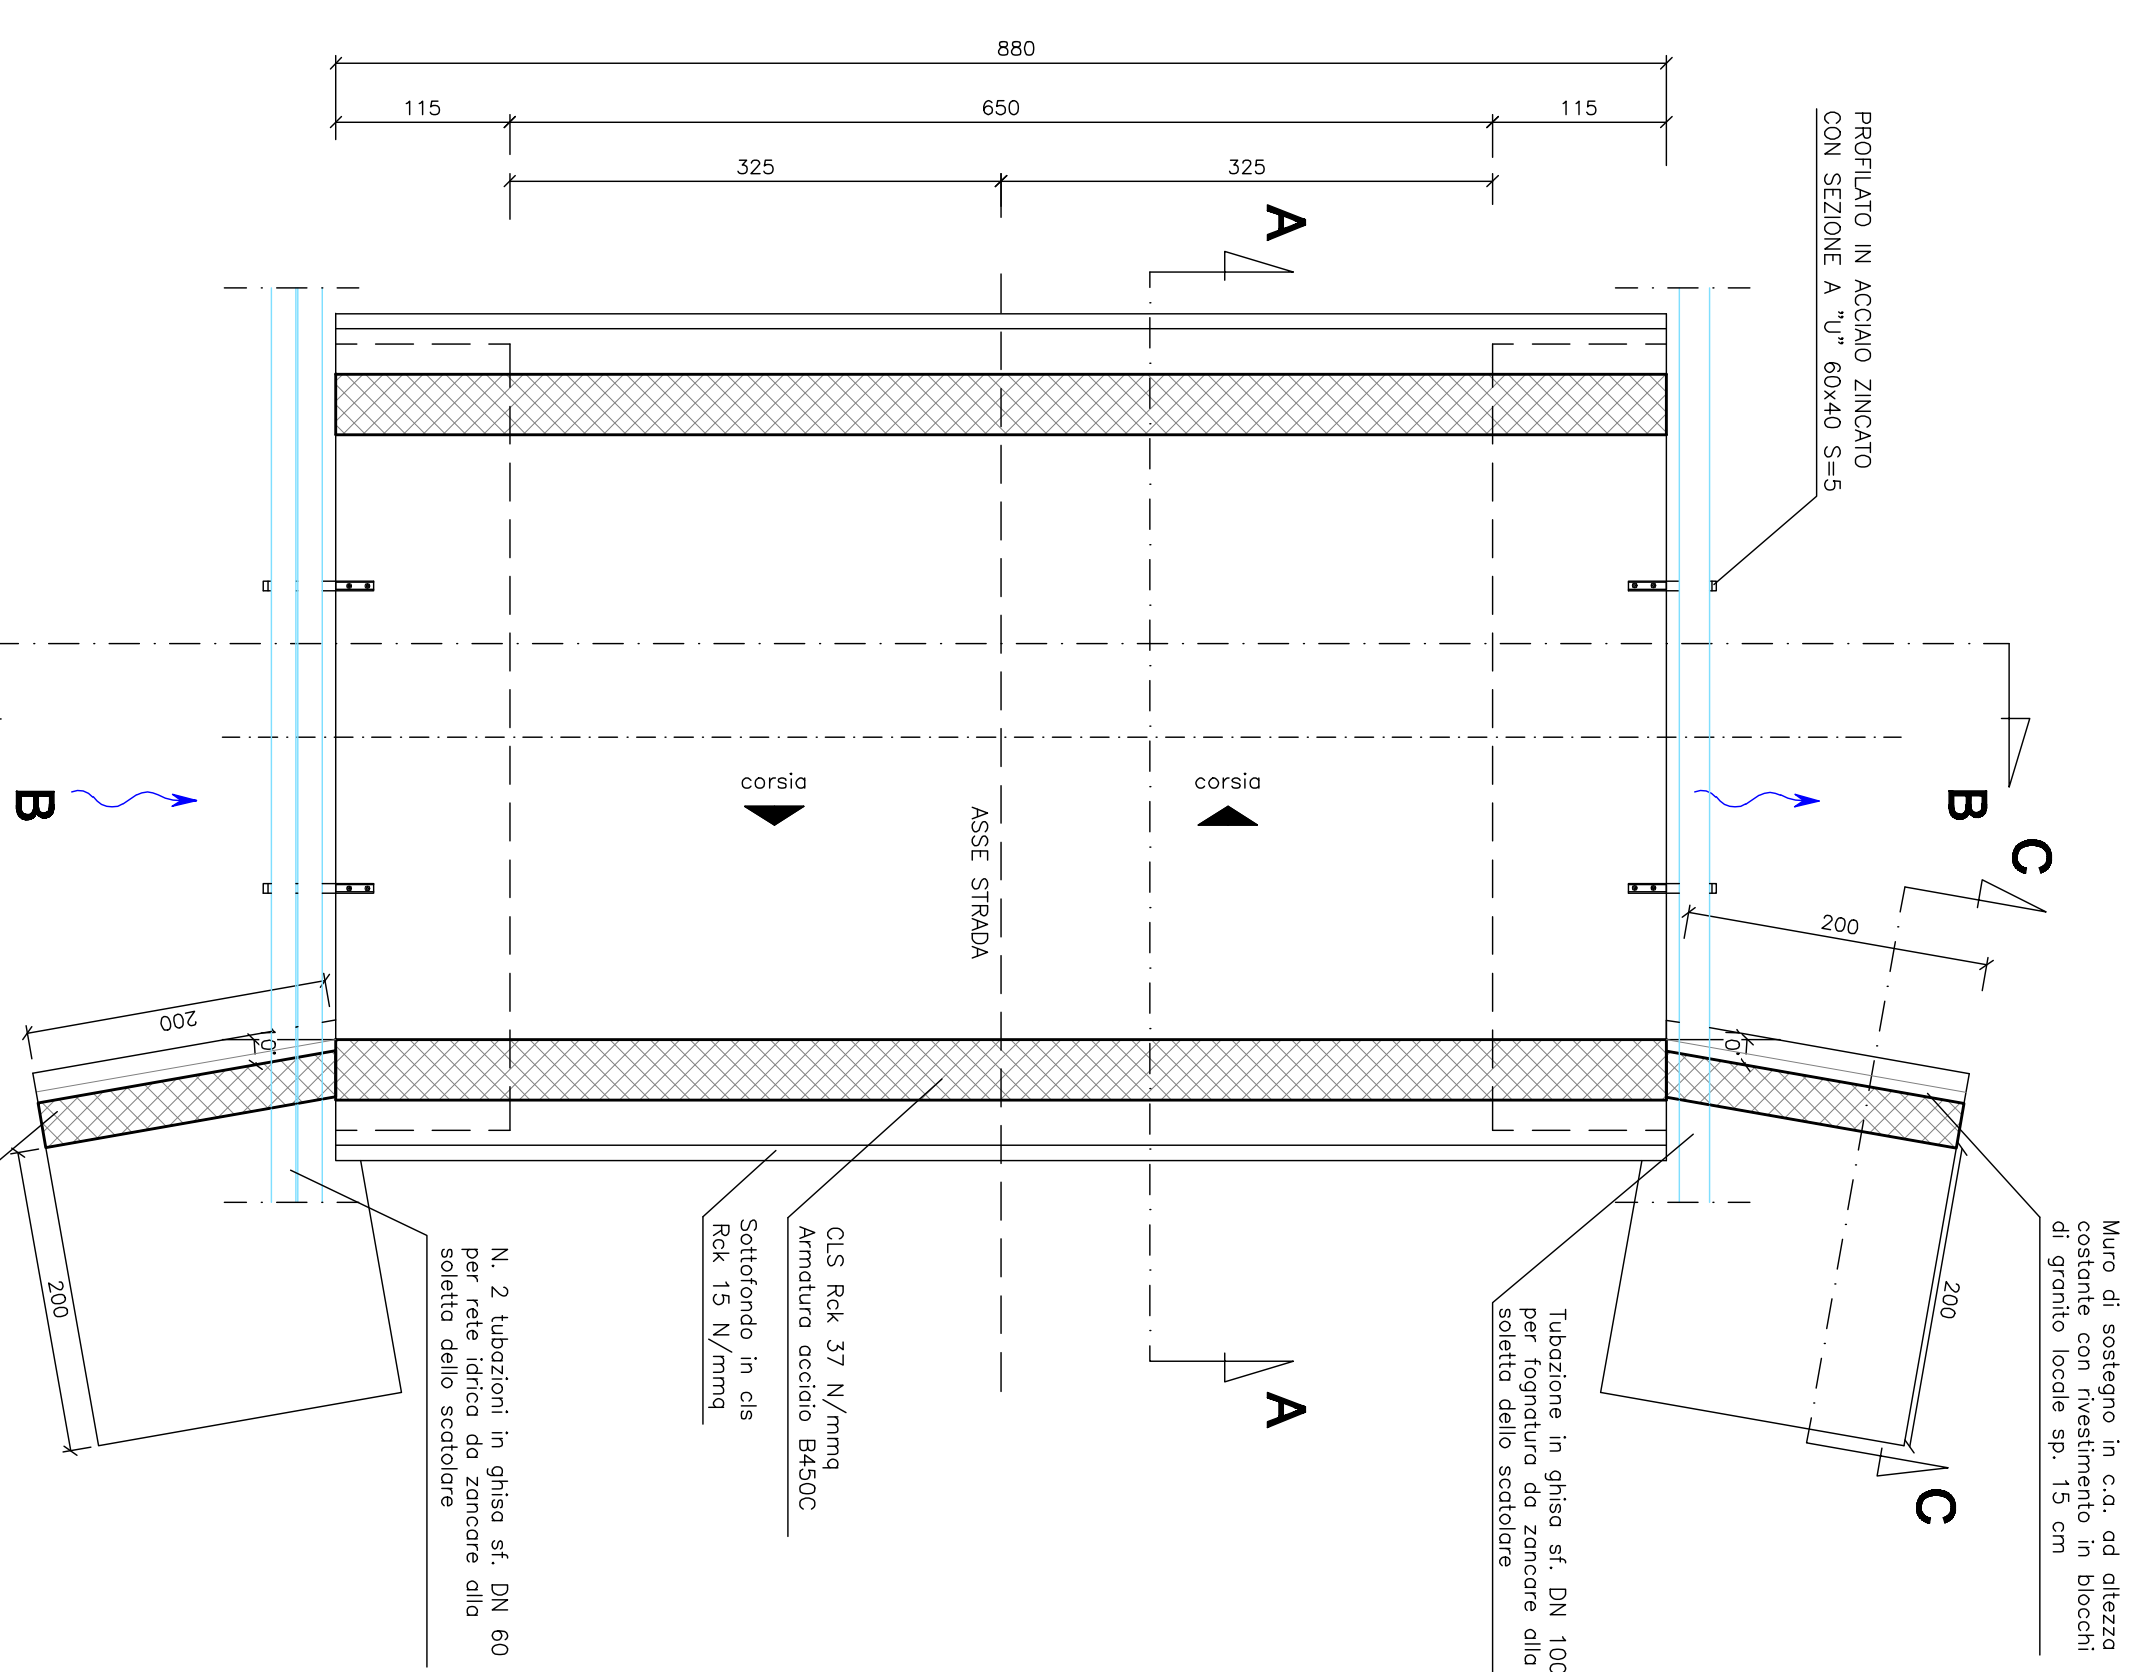 880
115
650
115
325
325
PROFILATO IN ACCIAIO ZINCATO
CON SEZIONE A "U" 60x40 S=5
A
corsia
corsia
ASSE STRADA
B
B
C
200
200
200
200
Muro di sostegno in c.a. ad altezza
costante con rivestimento in blocchi
di granito locale sp. 15 cm
CLS Rck 37 N/mmq
Armatura acciaio B450C
Sottofondo in cls
Rck 15 N/mmq
N. 2 tubazioni in ghisa sf. DN 60
per rete idrica da zancare alla
soletta dello scatolare
Tubazione in ghisa sf. DN 100
per fognatura da zancare alla
soletta dello scatolare
A
C